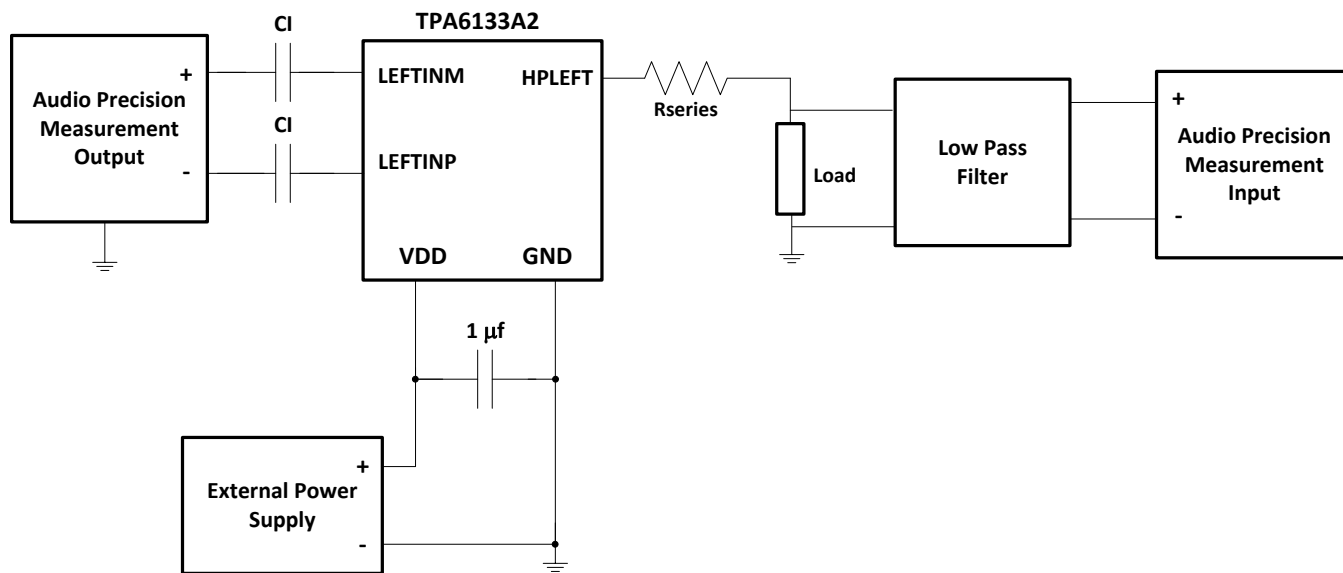 TPA6133A2
CI
+
Audio Precision
Measurement
Output
-
CI
LEFTINM
HPLEFT
LEFTINP
VDD
GND
Rseries
Load
Low Pass
Filter
+
Audio Precision
Measurement
Input
-
1 μf
+
External Power
Supply
-